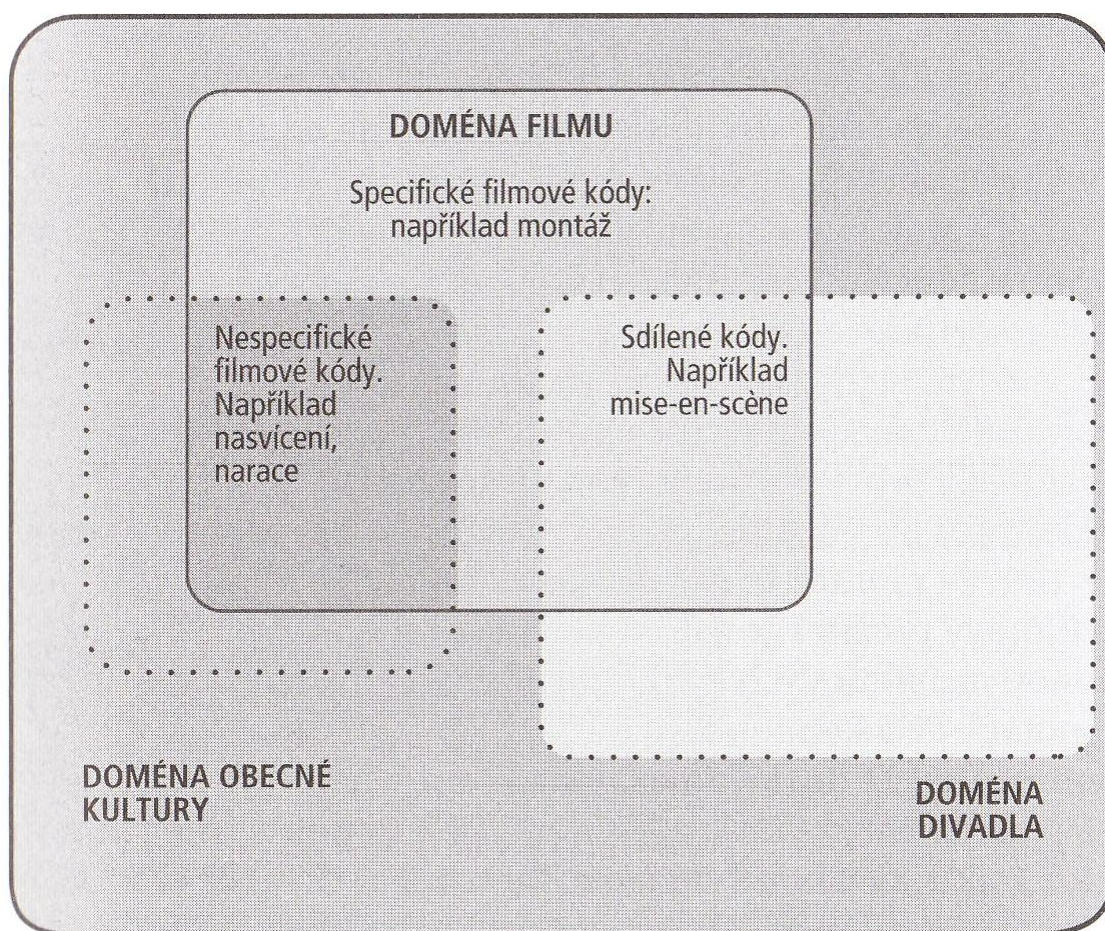 DOMÉNA FILMU
Specifické filmové kódy:
například montáž
Nespecifické
filmové kódy.
Například
nasvícení,
narace
Sdílené kódy.
Například
mise-en-scène
DOMÉNA OBECNÉ
KULTURY
DOMÉNA
DIVADLA